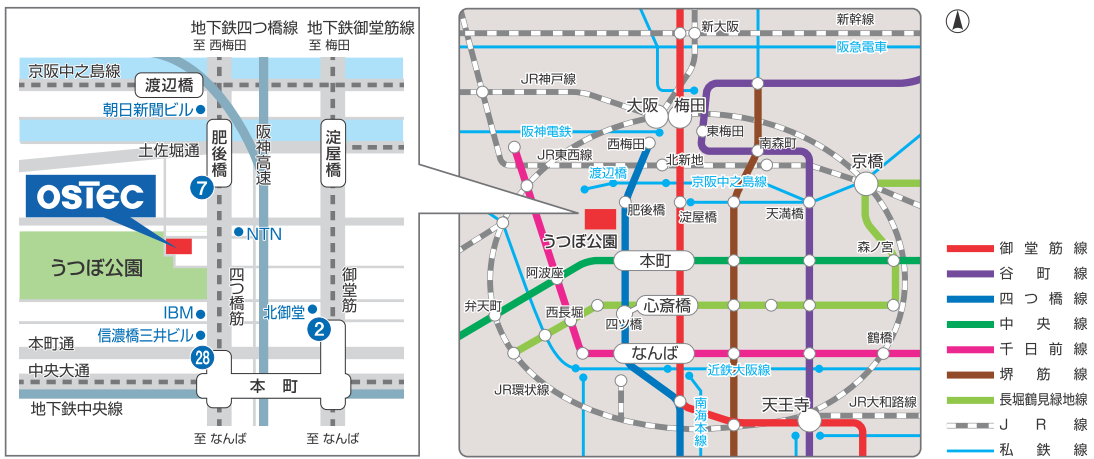 地下鉄四つ橋線
地下鉄御堂筋線
至 西梅田
至 梅田
京阪中之島線
渡辺橋
朝日新聞ビル
肥後橋
阪神高速
淀屋橋
土佐堀通
7
OSTEC
NTN
うつぼ公園
四つ橋筋
御堂筋
IBM
北御堂
2
信濃橋三井ビル
28
本町通
中央大通
本町
地下鉄中央線
至 なんば
至 なんば
新大阪
新幹線
阪急電車
JR神戸線
大阪
梅田
阪神電鉄
東梅田
西梅田
南森町
JR東西線
北新地
京橋
渡辺橋
京阪中之島線
肥後橋
淀屋橋
天満橋
うつぼ公園
森ノ宮
本町
阿波座
弁天町
西長堀
心斎橋
四ツ橋
鶴橋
なんば
近鉄大阪線
JR環状線
南海本線
天王寺
JR大和路線
御堂筋線
谷町線
四つ橋線
中央線
千日前線
堺筋線
長堀鶴見緑地線
JR線
私鉄線